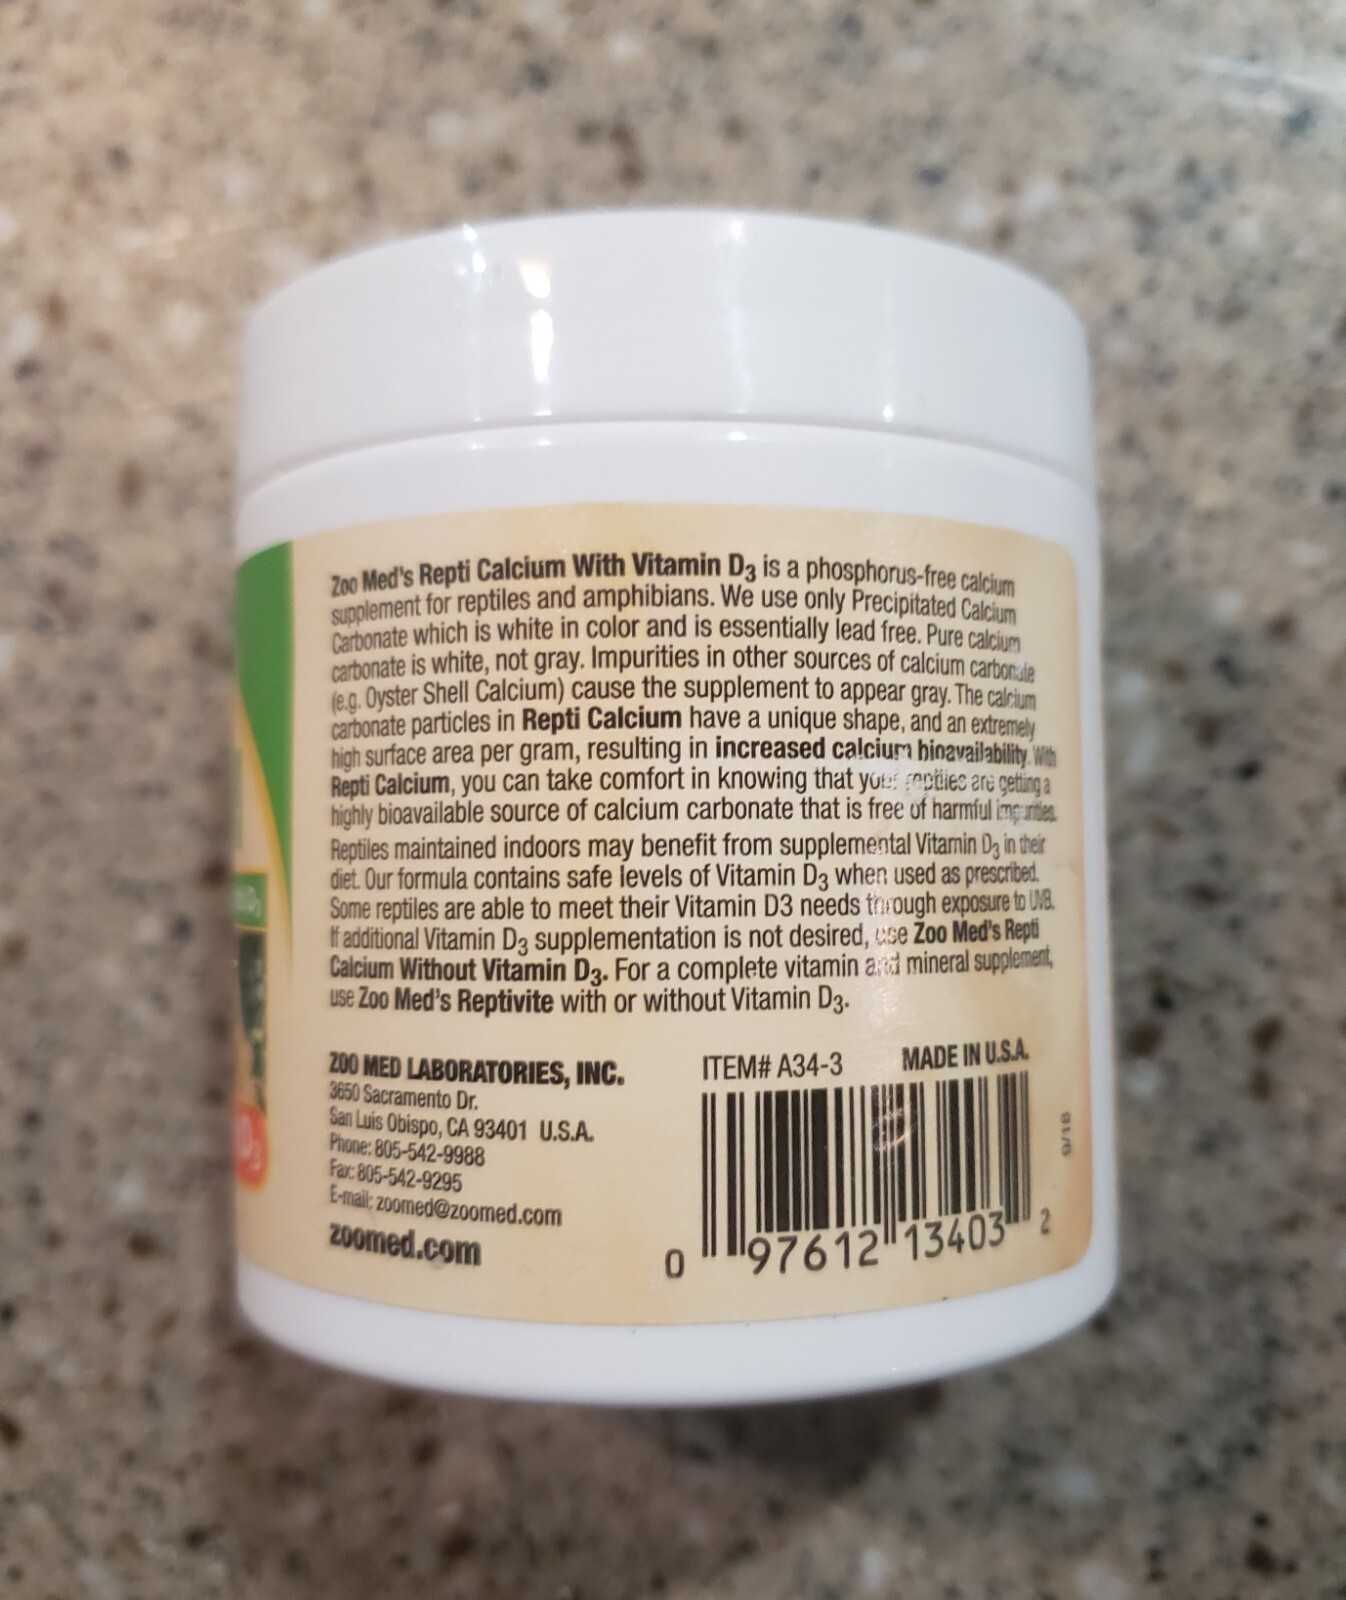 Zoo Med's Repti Calcium With Vitamin D3 is a phosphorus-free calcium
supplement for reptiles and amphibians. We use only Precipitated Calcium
Carbonate which is white in color and is essentially lead free. Pure calcium
carbonate is white, not gray. Impurities in other sources of calcium carbonate
(e.g. Oyster Shell Calcium) cause the supplement to appear gray. The calcium
carbonate particles in Repti Calcium have a unique shape, and an extremely
high surface area per gram, resulting in increased calcium bioavailability. With
Repti Calcium, you can take comfort in knowing that your reptiles are getting a
highly bioavailable source of calcium carbonate that is free of harmful impurities.
Reptiles maintained indoors may benefit from supplemental Vitamin D3 in their
diet. Our formula contains safe levels of Vitamin D3 when used as prescribed.
Some reptiles are able to meet their Vitamin D3 needs through exposure to UVB.
If additional Vitamin D3 supplementation is not desired, use Zoo Med's Repti
Calcium Without Vitamin D3. For a complete vitamin and mineral supplement,
use Zoo Med's Reptivite with or without Vitamin D3.
ZOO MED LABORATORIES, INC.
3650 Sacramento Dr.
San Luis Obispo, CA 93401 U.S.A.
Phone: 805-542-9988
Fax: 805-542-9295
E-mail: zoomed@zoomed.com
zoomed.com
ITEM# A34-3 MADE IN U.S.A.
0 97612 13403 2
9/16
D3